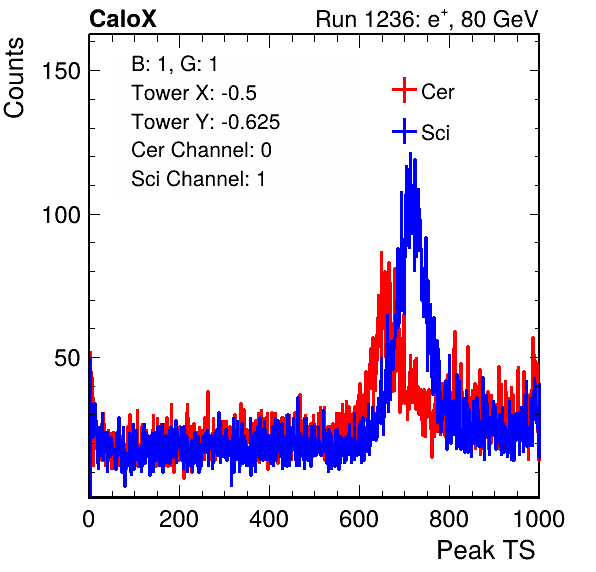 CaloX Run 1236: e⁺, 80 GeV
B: 1, G: 1
Tower X: -0.5
Tower Y: -0.625
Cer Channel: 0
Sci Channel: 1
Cer
Sci
Counts
150
100
50
0 200 400 600 800 1000
Peak TS